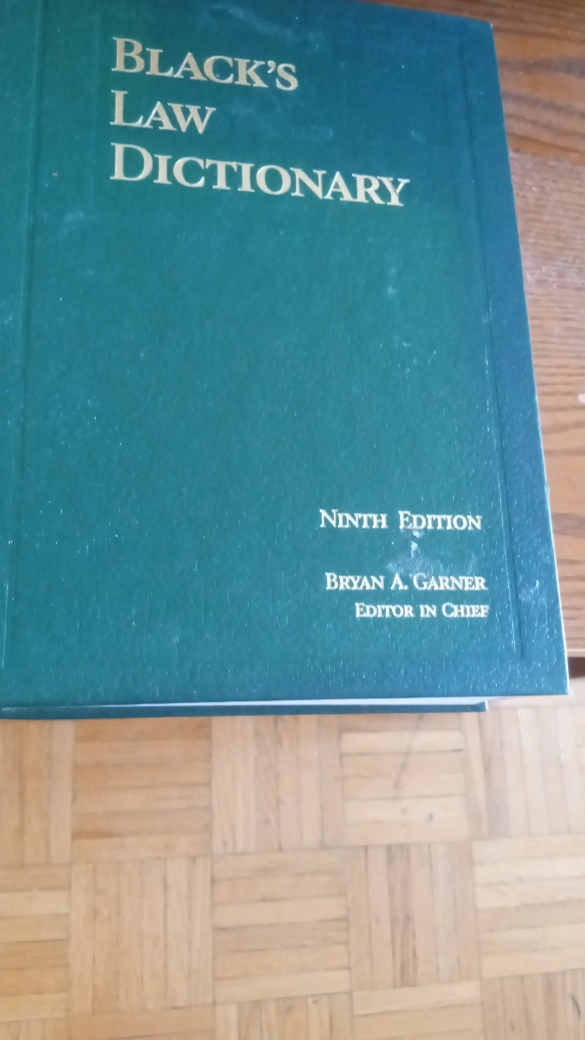 BLACK'S
LAW
DICTIONARY
NINTH EDITION
BRYAN A. GARNER
EDITOR IN CHIEF